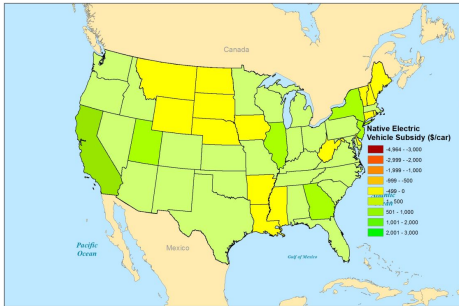 Canada
Native Electric
Vehicle Subsidy ($/car)
-4,964 - -3,000
-2,999 - -2,000
-1,999 - -1,000
-999 - -500
-499 - 0
500
501 - 1,000
1,001 - 2,000
2,001 - 3,000
Pacific
Ocean
Mexico
Gulf of Mexico